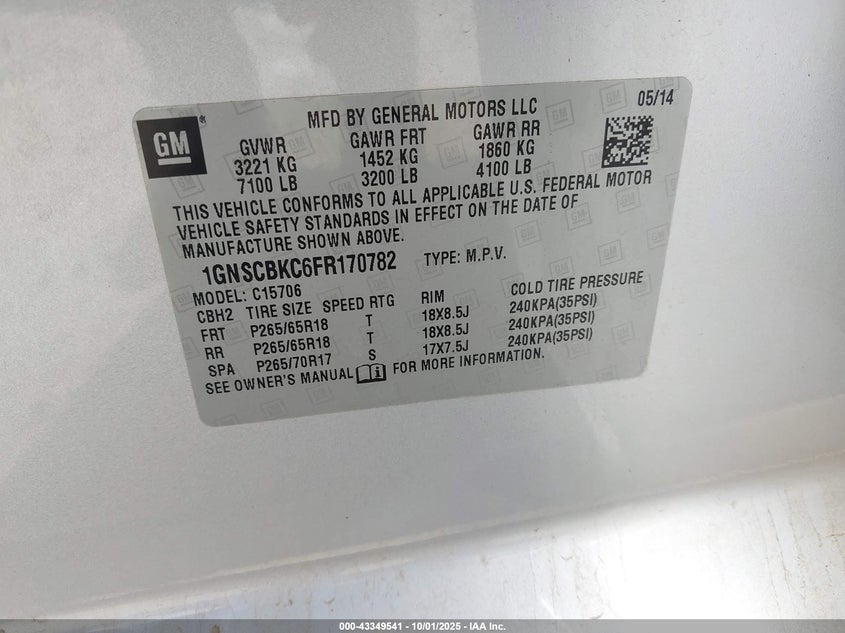 GM
®
MFD BY GENERAL MOTORS LLC
05/14
GVWR GAWR FRT GAWR RR
3221 KG 1452 KG 1860 KG
7100 LB 3200 LB 4100 LB
THIS VEHICLE CONFORMS TO ALL APPLICABLE U.S. FEDERAL MOTOR
VEHICLE SAFETY STANDARDS IN EFFECT ON THE DATE OF
MANUFACTURE SHOWN ABOVE.
1GNSCBKC6FR170782 TYPE: M.P.V.
MODEL: C15706
CBH2 TIRE SIZE SPEED RTG RIM COLD TIRE PRESSURE
FRT P265/65R18 T 18X8.5J 240KPA(35PSI)
RR P265/65R18 T 18X8.5J 240KPA(35PSI)
SPA P265/70R17 S 17X7.5J 240KPA(35PSI)
SEE OWNER'S MANUAL FOR MORE INFORMATION.
000-43349541 - 10/01/2025 - IAA Inc.